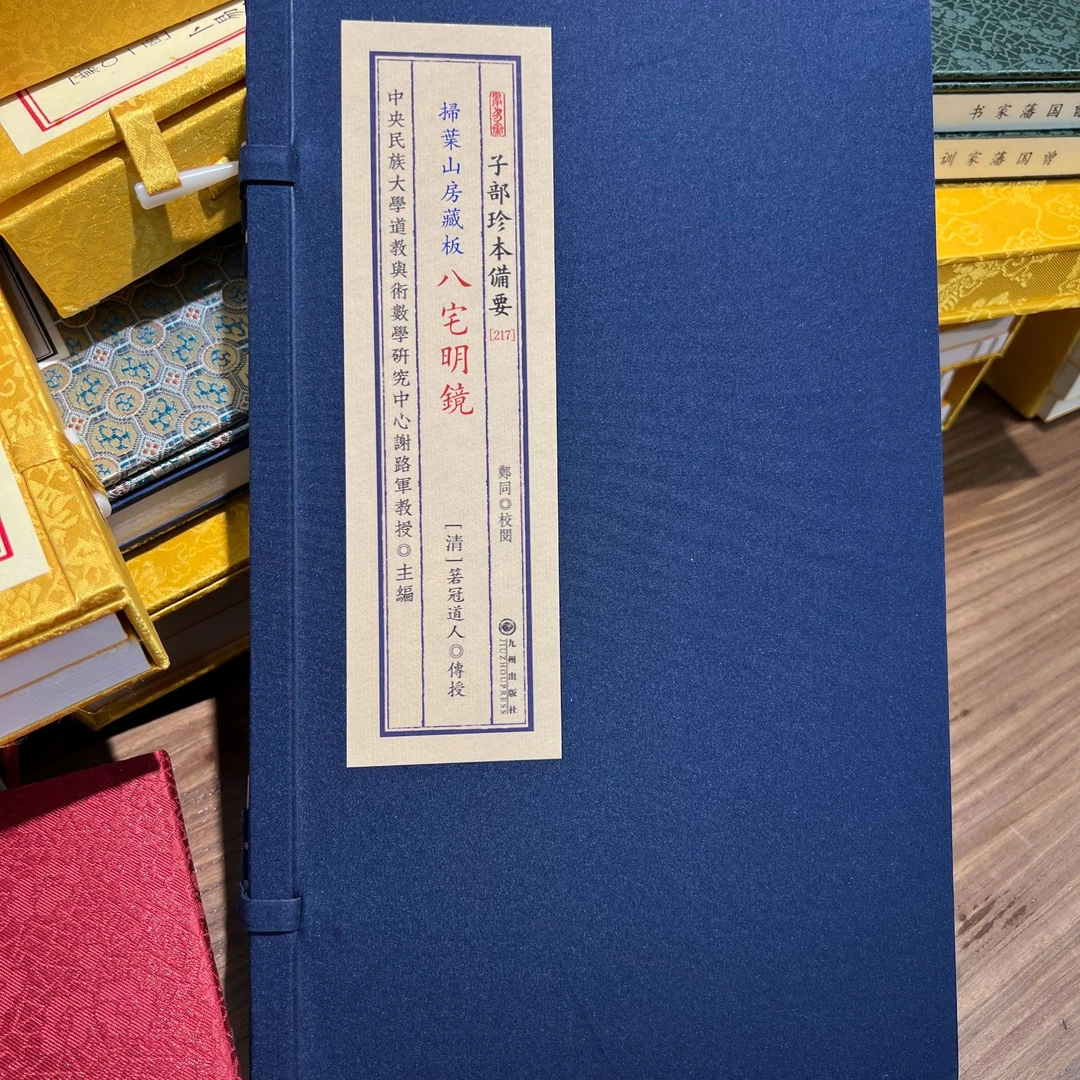 子部珍本備要
[217]
鄭同◎校閱
九州出版社
JIUZHOUPRESS
掃葉山房藏板
八宅明鏡
[清]箬冠道人◎傳授
中央民族大學道教與術數學研究中心謝路軍教授◎主編
书家藩国曾
训家藩国曾